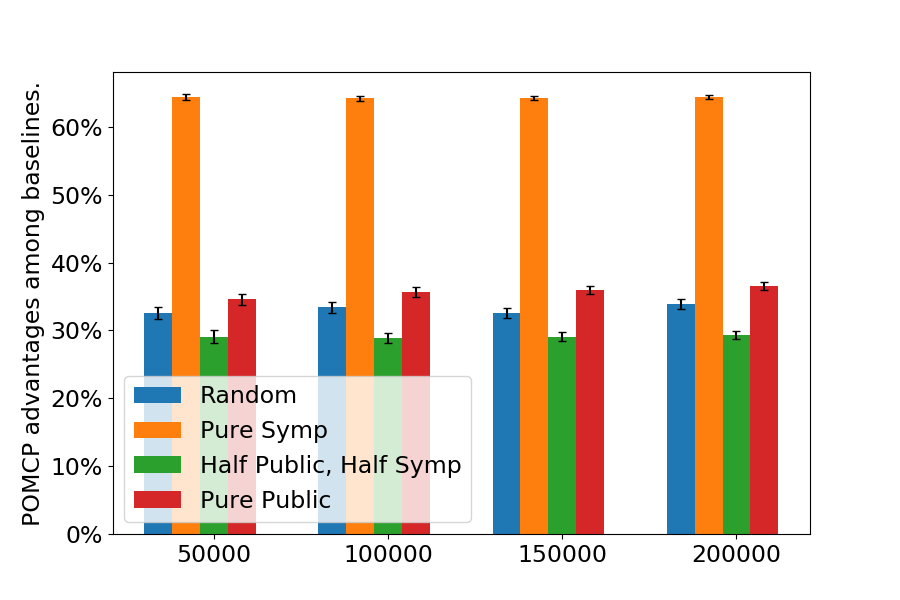 POMCP advantages among baselines.
60%
50%
40%
30%
20%
10%
0%
Random
Pure Symp
Half Public, Half Symp
Pure Public
50000
100000
150000
200000